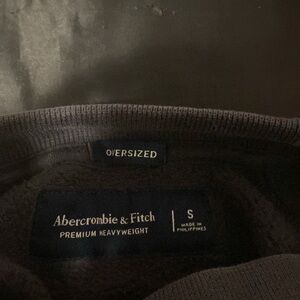 OVERSIZED
Abercrombie & Fitch
PREMIUM HEAVYWEIGHT
S
MADE IN
PHILIPPINES